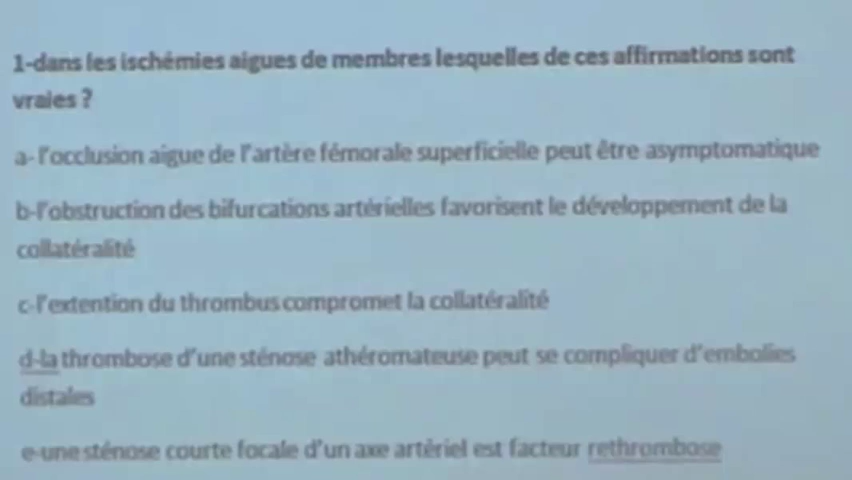 1-dans les ischémies aigues de membres lesquelles de ces affirmations sont
vraies ?
a- l'occlusion aigue de l'artère fémorale superficielle peut être asymptomatique
b-l'obstruction des bifurcations artérielles favorisent le développement de la
collatéralité
c-l'extention du thrombus compromet la collatéralité
d-la thrombose d'une sténose athéromateuse peut se compliquer d'embolies
distales
e-une sténose courte focale d'un axe artériel est facteur rethrombose